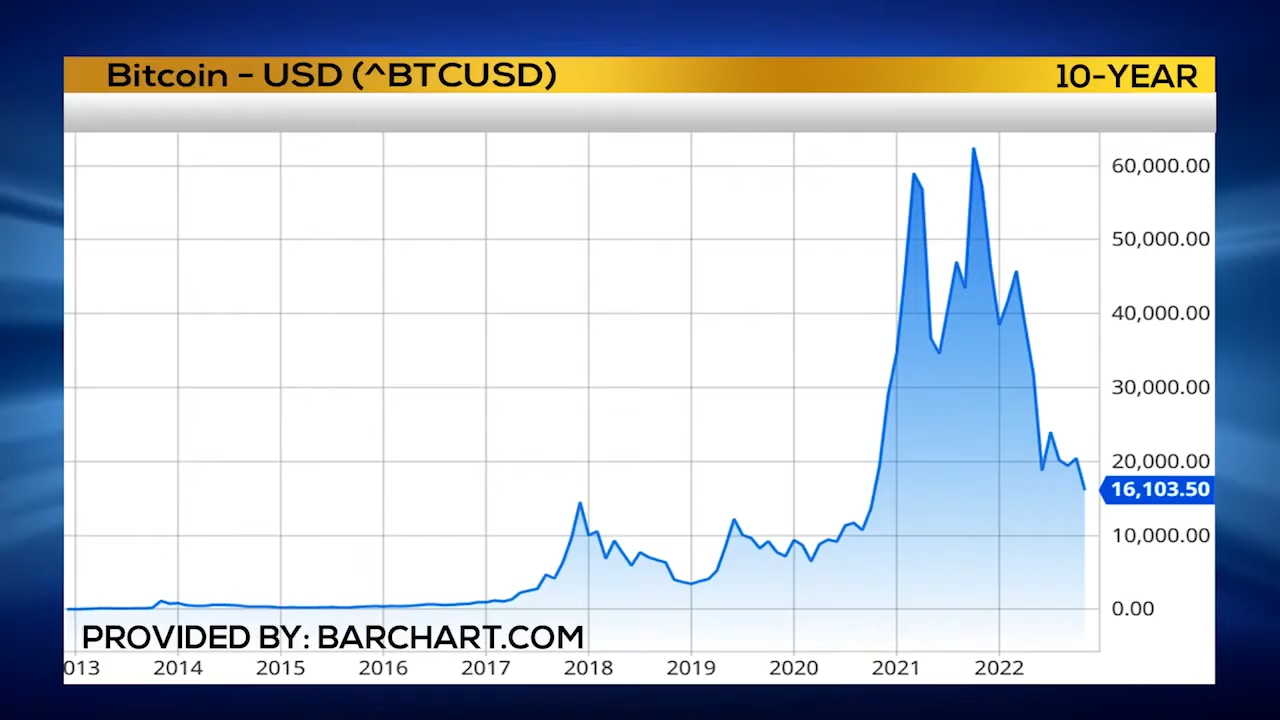 Bitcoin - USD (^BTCUSD)
10-YEAR
60,000.00
50,000.00
40,000.00
30,000.00
20,000.00
16,103.50
10,000.00
0.00
PROVIDED BY: BARCHART.COM
013 2014 2015 2016 2017 2018 2019 2020 2021 2022